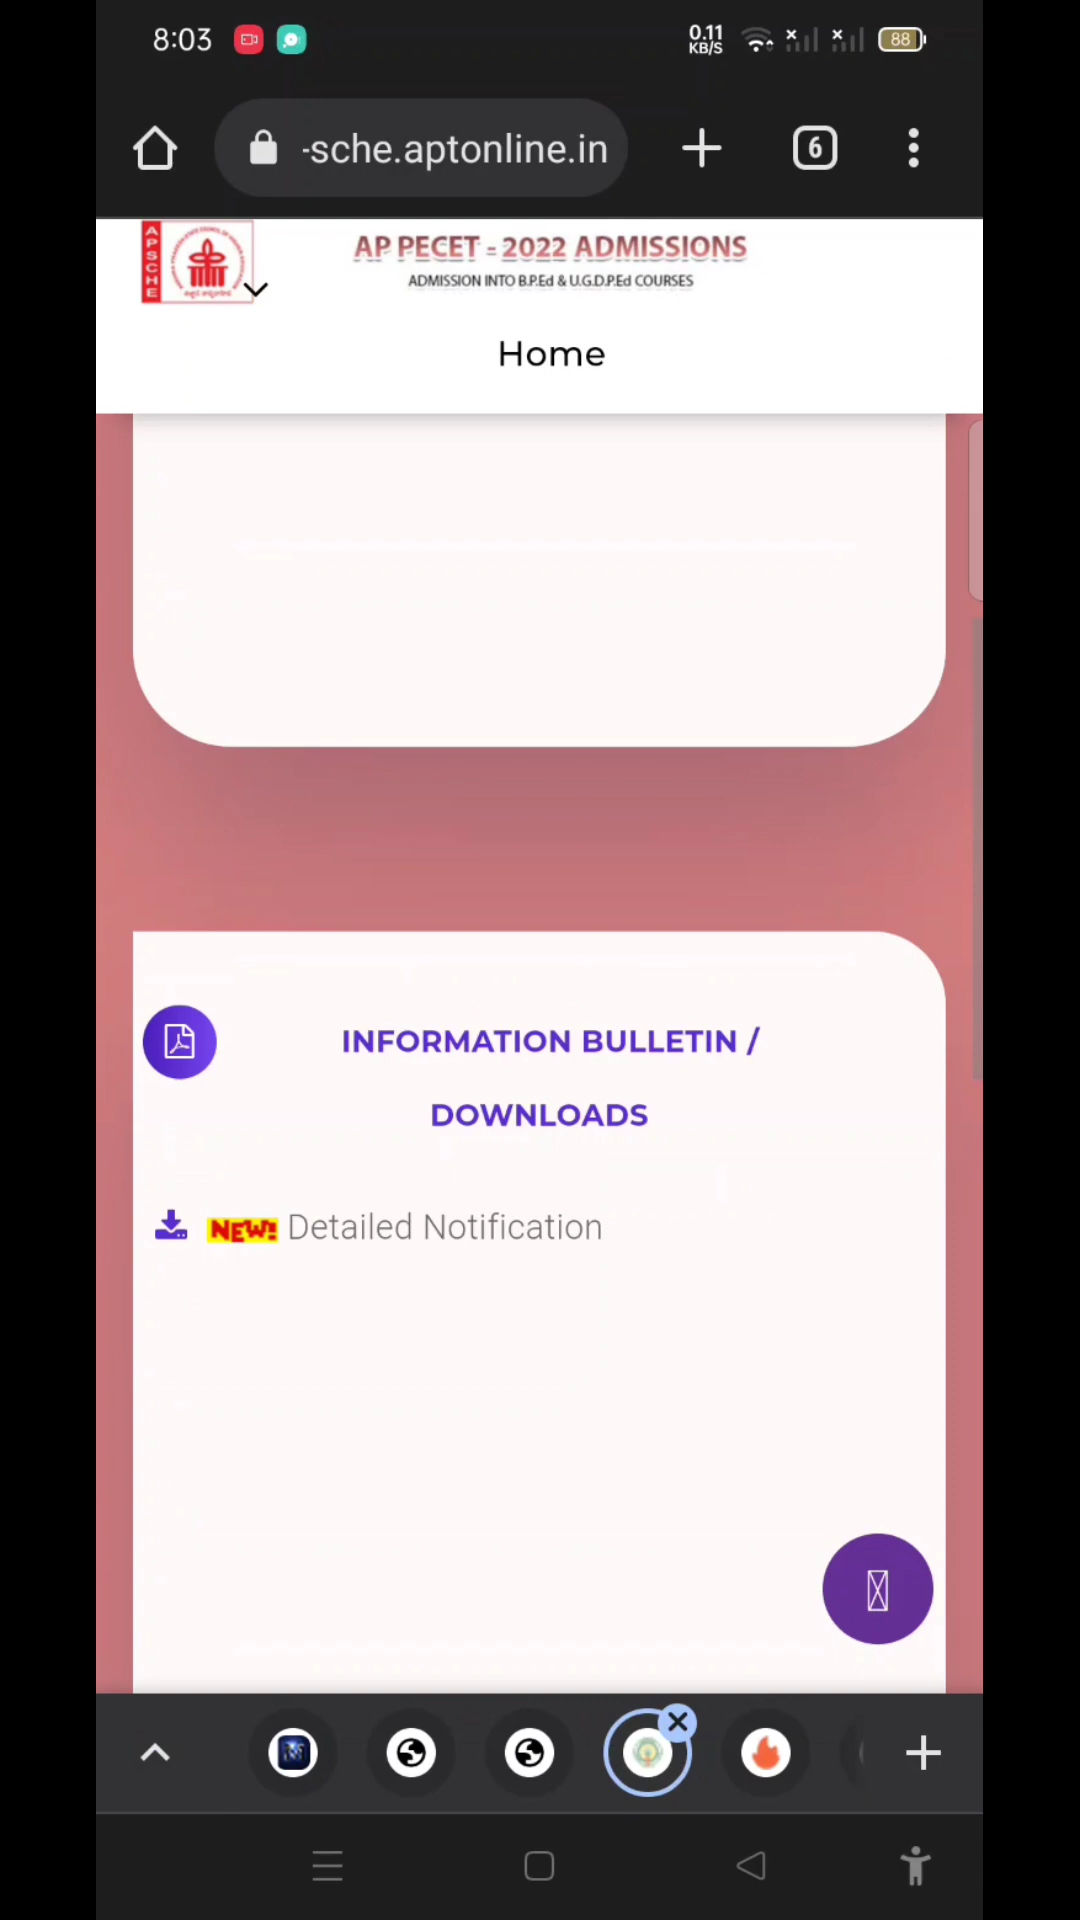 8:03
0.11
KB/S
88
-sche.aptonline.in
6
APSCHE
AP PECET - 2022 ADMISSIONS
ADMISSION INTO B.P.Ed & U.G.D.P.Ed COURSES
Home
INFORMATION BULLETIN /
DOWNLOADS
NEW! Detailed Notification